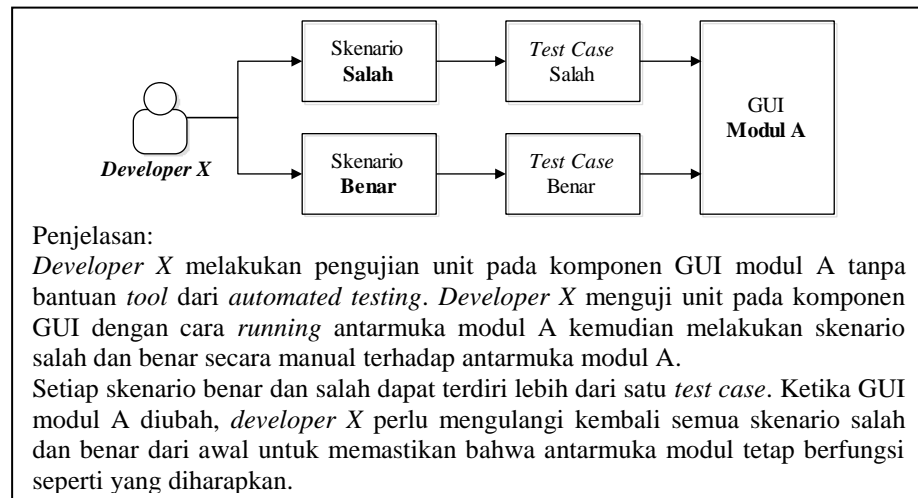 Skenario
Salah
Test Case
Salah
GUI
Modul A
Developer X
Skenario
Benar
Test Case
Benar
Penjelasan:
Developer X melakukan pengujian unit pada komponen GUI modul A tanpa
bantuan tool dari automated testing. Developer X menguji unit pada komponen
GUI dengan cara running antarmuka modul A kemudian melakukan skenario
salah dan benar secara manual terhadap antarmuka modul A.
Setiap skenario benar dan salah dapat terdiri lebih dari satu test case. Ketika GUI
modul A diubah, developer X perlu mengulangi kembali semua skenario salah
dan benar dari awal untuk memastikan bahwa antarmuka modul tetap berfungsi
seperti yang diharapkan.